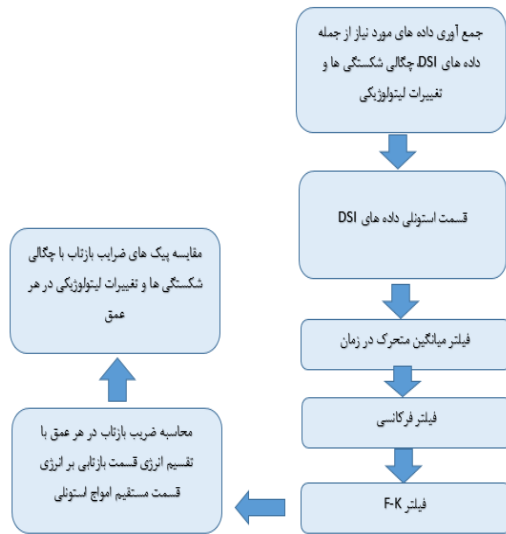 جمع آوری داده های مورد نیاز از جمله
داده های DSI، چگالی شکستگی ها و
تغییرات لیتولوژیکی
قسمت استونلی داده های DSI
فیلتر میانگین متحرک در زمان
فیلتر فرکانسی
فیلتر F-K
محاسبه ضریب بازتاب در هر عمق با
تقسیم انرژی قسمت بازتابی بر انرژی
قسمت مستقیم امواج استونلی
مقایسه پیک های ضرایب بازتاب با چگالی
شکستگی ها و تغییرات لیتولوژیکی در هر
عمق